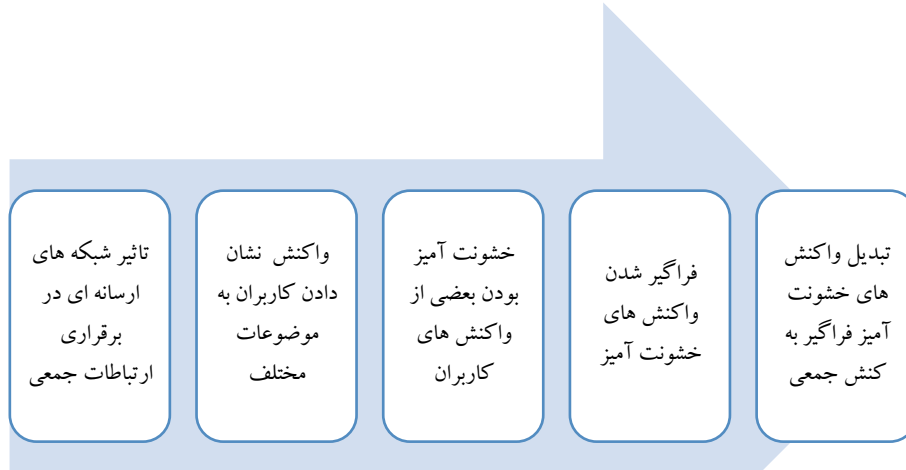 تاثیر شبکه های
ارسانه ای در
برقراری
ارتباطات جمعی
واکنش نشان
دادن کاربران به
موضوعات
مختلف
خشونت آمیز
بودن بعضی از
واکنش های
کاربران
فراگیر شدن
واکنش های
خشونت آمیز
تبدیل واکنش
های خشونت
آمیز فراگیر به
کنش جمعی